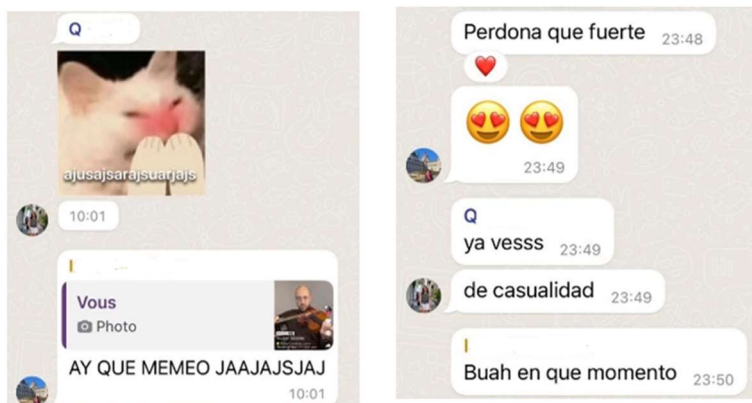 Q
ajusajsarajsuarjajs
10:01
I
Vous
Photo
AY QUE MEMEO JAAJAJSJAJ
10:01
Perdona que fuerte 23:48
23:49
Q
ya vesss 23:49
de casualidad 23:49
I
Buah en que momento 23:50